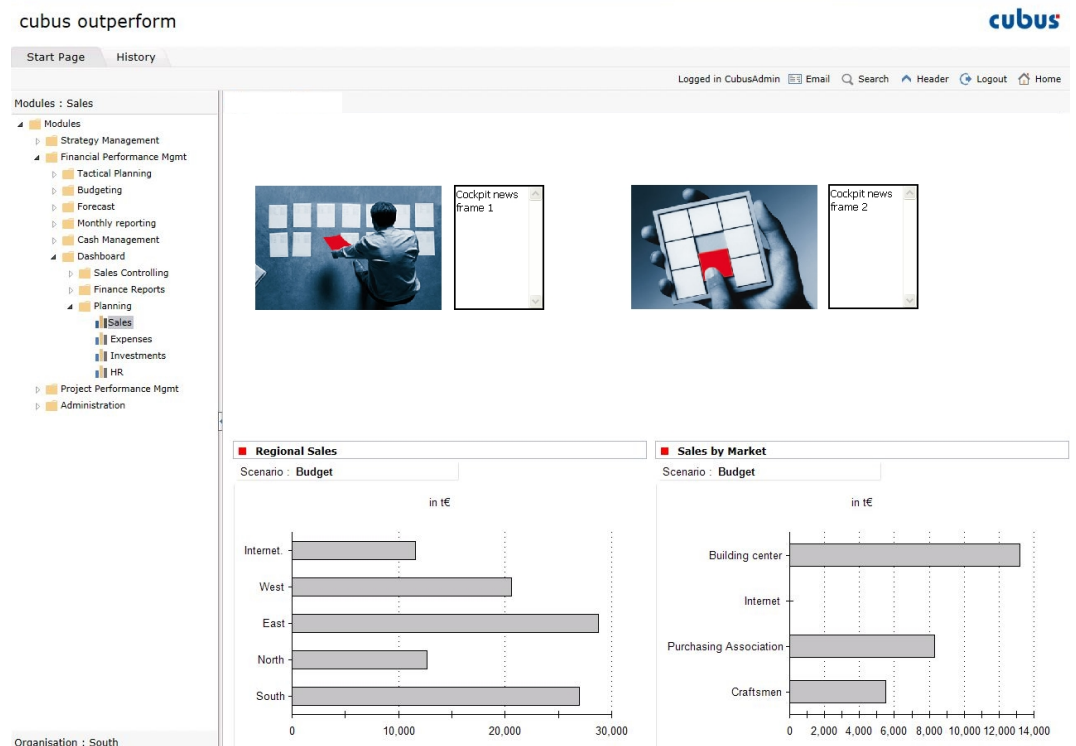 cubus outperform
cubus
Start Page History
Logged in CubusAdmin Email Search Header Logout Home
Modules : Sales
Modules
Strategy Management
Financial Performance Mgmt
Tactical Planning
Budgeting
Forecast
Monthly reporting
Cash Management
Dashboard
Sales Controlling
Finance Reports
Planning
Sales
Expenses
Investments
HR
Project Performance Mgmt
Administration
Organisation : South
Cockpit news
frame 1
Cockpit news
frame 2
Regional Sales
Scenario : Budget
in t€
Internet.
West
East
North
South
0 10,000 20,000 30,000
Sales by Market
Scenario : Budget
in t€
Building center
Internet
Purchasing Association
Craftsmen
0 2,000 4,000 6,000 8,000 10,000 12,000 14,000